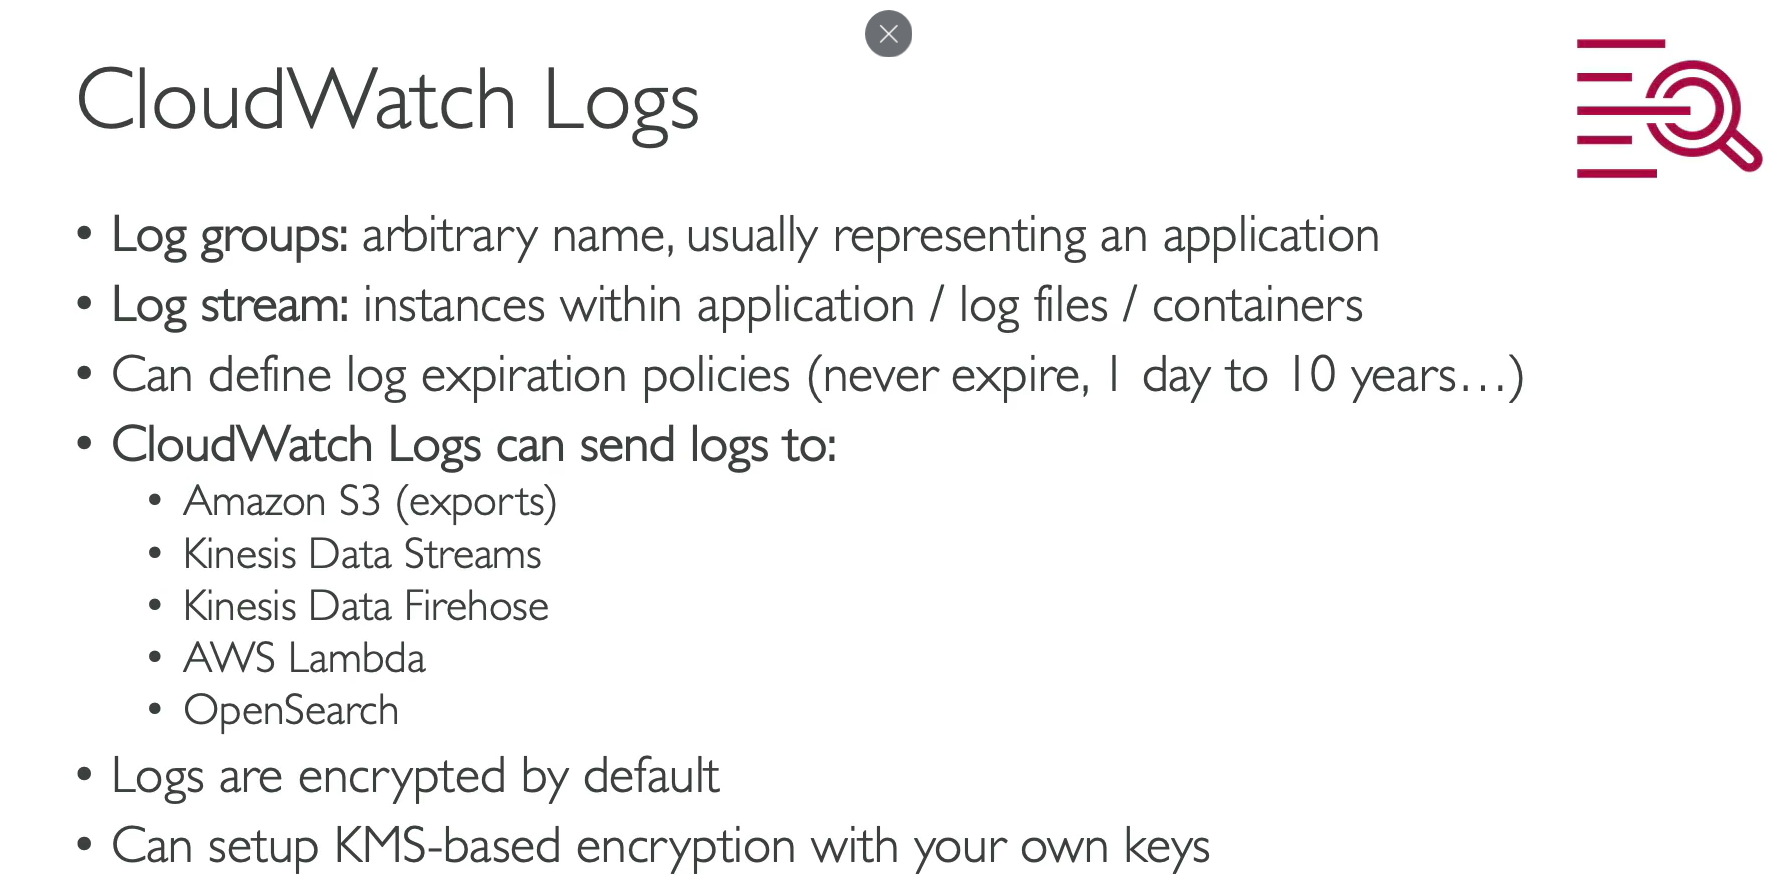 CloudWatch Logs
• Log groups: arbitrary name, usually representing an application
• Log stream: instances within application / log files / containers
• Can define log expiration policies (never expire, 1 day to 10 years…)
• CloudWatch Logs can send logs to:
• Amazon S3 (exports)
• Kinesis Data Streams
• Kinesis Data Firehose
• AWS Lambda
• OpenSearch
• Logs are encrypted by default
• Can setup KMS-based encryption with your own keys